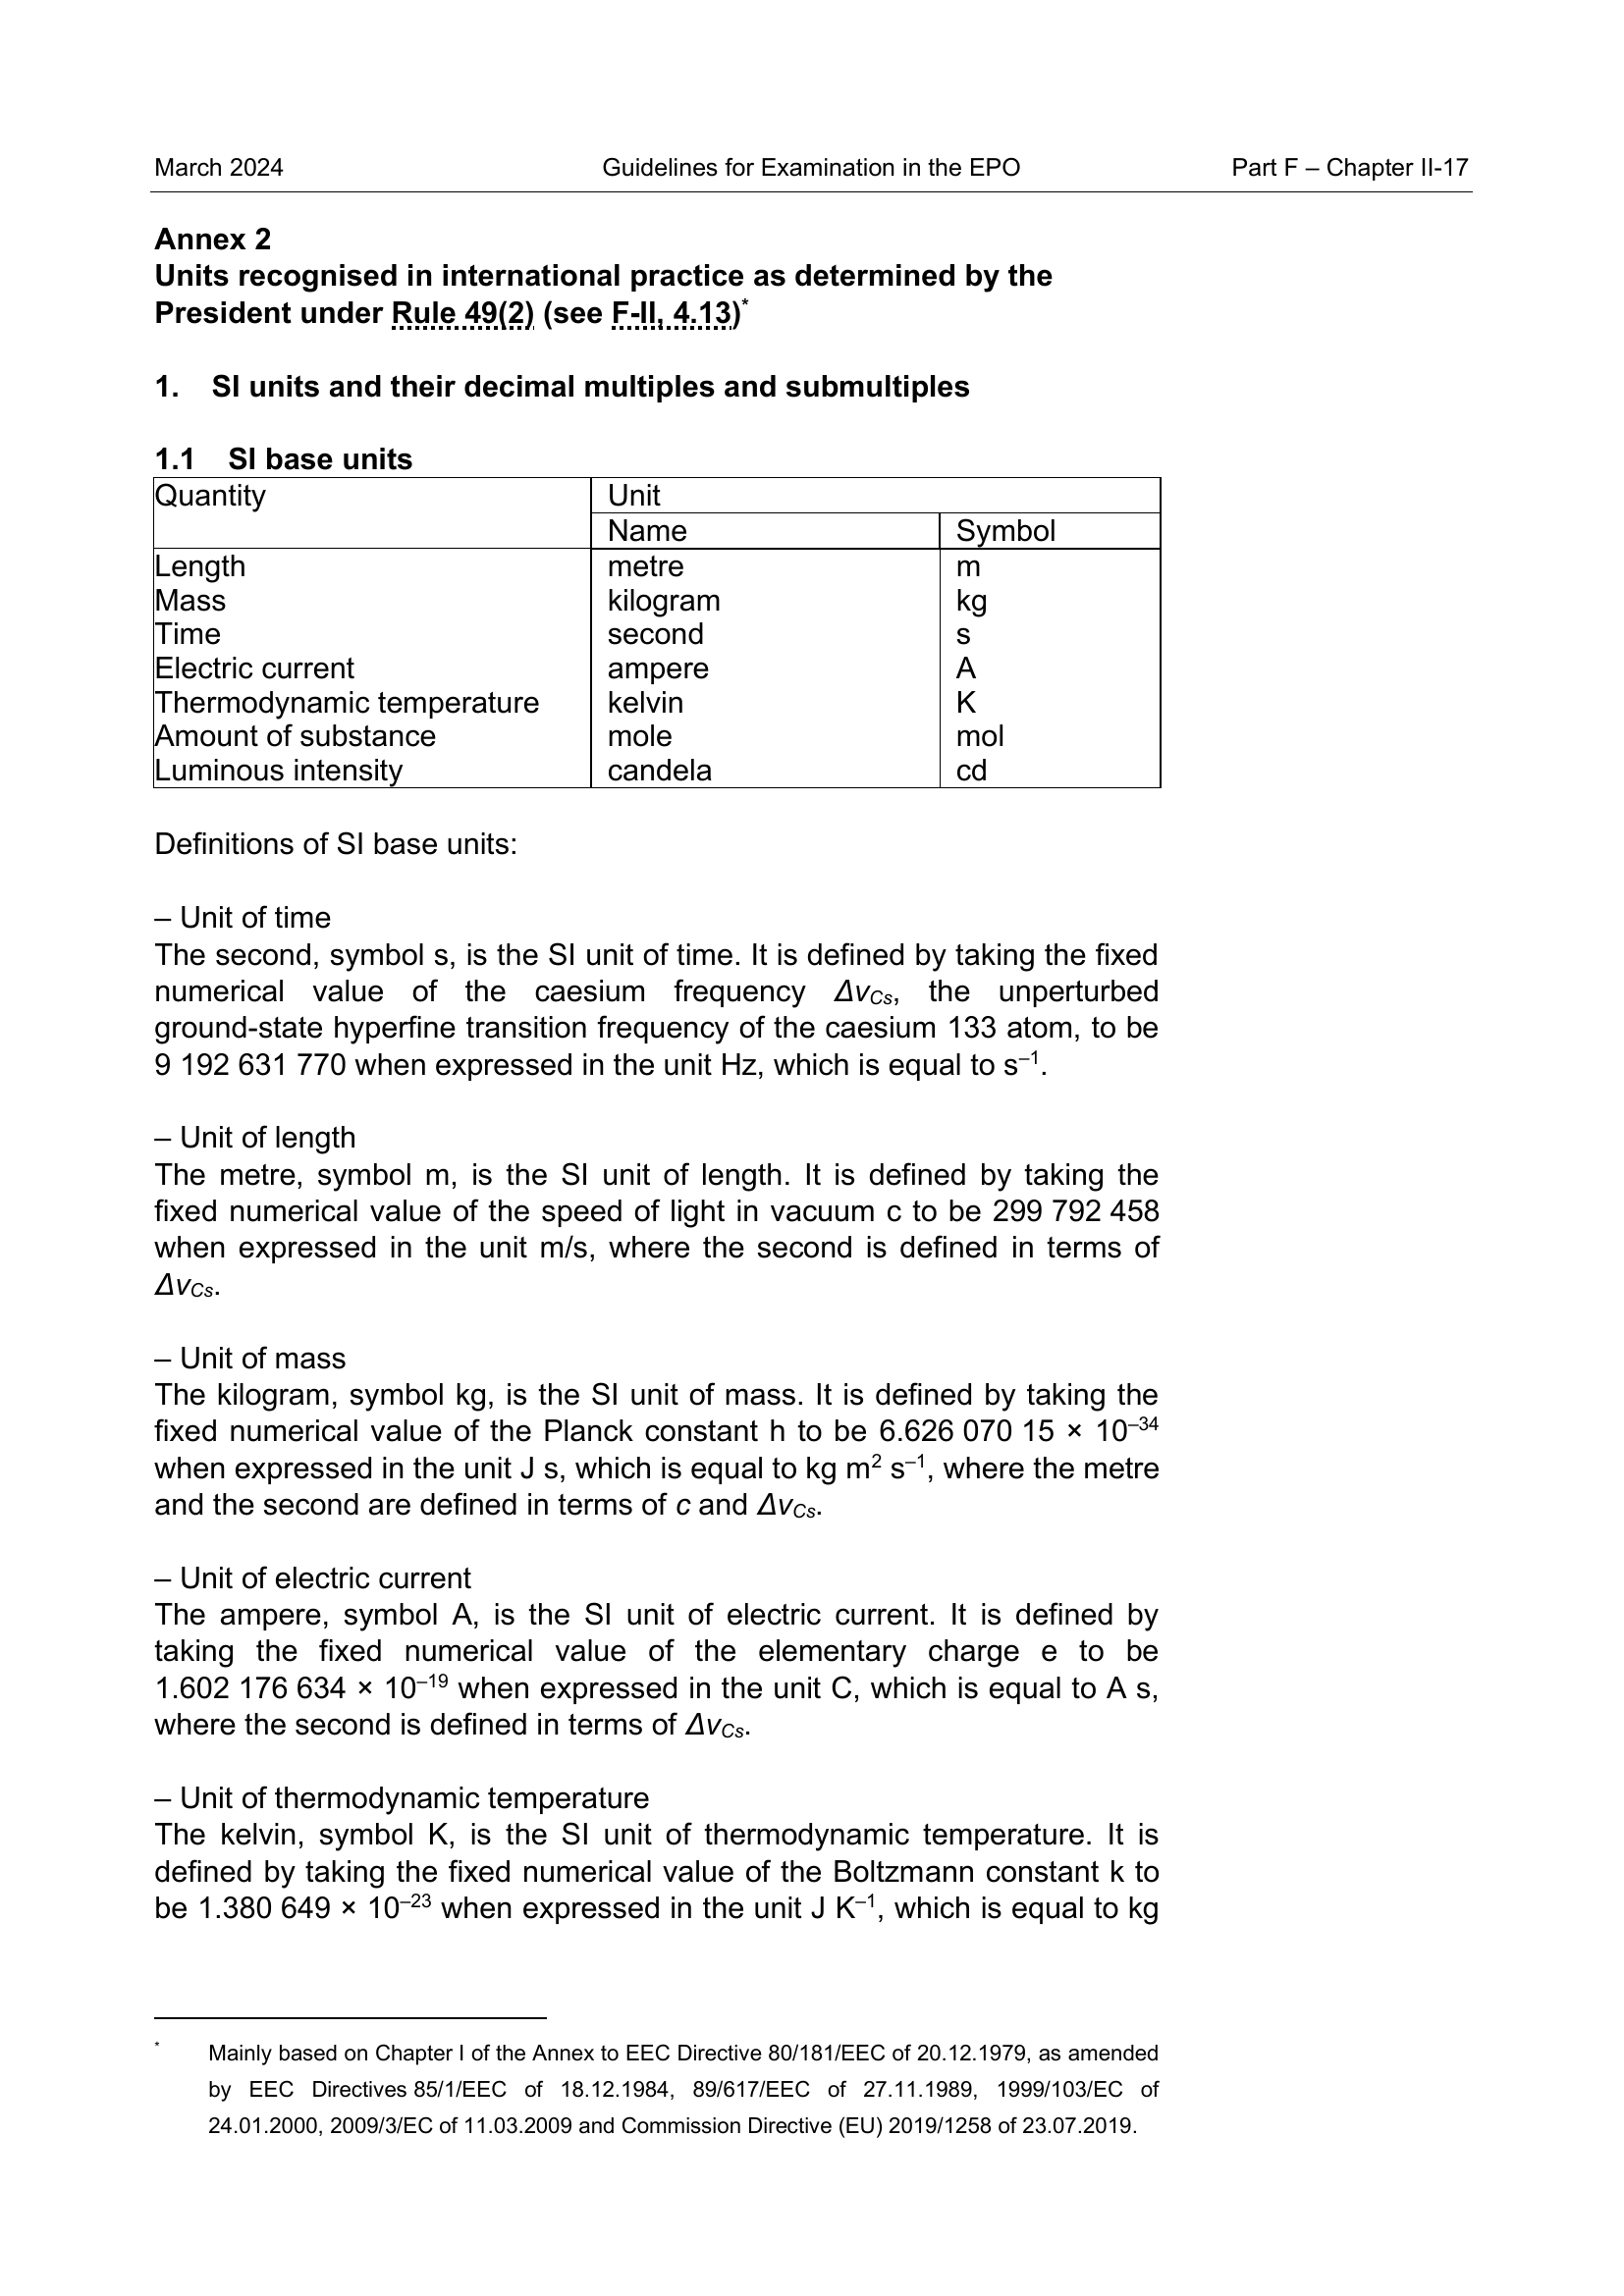 March 2024 Guidelines for Examination in the EPO Part F – Chapter II-17
Annex 2
Units recognised in international practice as determined by the
President under Rule 49(2) (see F-II, 4.13)*
1. SI units and their decimal multiples and submultiples
1.1 SI base units
Quantity Unit
Name Symbol
Length metre m
Mass kilogram kg
Time second s
Electric current ampere A
Thermodynamic temperature kelvin K
Amount of substance mole mol
Luminous intensity candela cd
Definitions of SI base units:
– Unit of time
The second, symbol s, is the SI unit of time. It is defined by taking the fixed
numerical value of the caesium frequency ΔvCs, the unperturbed
ground-state hyperfine transition frequency of the caesium 133 atom, to be
9 192 631 770 when expressed in the unit Hz, which is equal to s⁻¹.
– Unit of length
The metre, symbol m, is the SI unit of length. It is defined by taking the
fixed numerical value of the speed of light in vacuum c to be 299 792 458
when expressed in the unit m/s, where the second is defined in terms of
ΔvCs.
– Unit of mass
The kilogram, symbol kg, is the SI unit of mass. It is defined by taking the
fixed numerical value of the Planck constant h to be 6.626 070 15 × 10⁻³⁴
when expressed in the unit J s, which is equal to kg m² s⁻¹, where the metre
and the second are defined in terms of c and ΔvCs.
– Unit of electric current
The ampere, symbol A, is the SI unit of electric current. It is defined by
taking the fixed numerical value of the elementary charge e to be
1.602 176 634 × 10⁻¹⁹ when expressed in the unit C, which is equal to A s,
where the second is defined in terms of ΔvCs.
– Unit of thermodynamic temperature
The kelvin, symbol K, is the SI unit of thermodynamic temperature. It is
defined by taking the fixed numerical value of the Boltzmann constant k to
be 1.380 649 × 10⁻²³ when expressed in the unit J K⁻¹, which is equal to kg
* Mainly based on Chapter I of the Annex to EEC Directive 80/181/EEC of 20.12.1979, as amended
by EEC Directives 85/1/EEC of 18.12.1984, 89/617/EEC of 27.11.1989, 1999/103/EC of
24.01.2000, 2009/3/EC of 11.03.2009 and Commission Directive (EU) 2019/1258 of 23.07.2019.